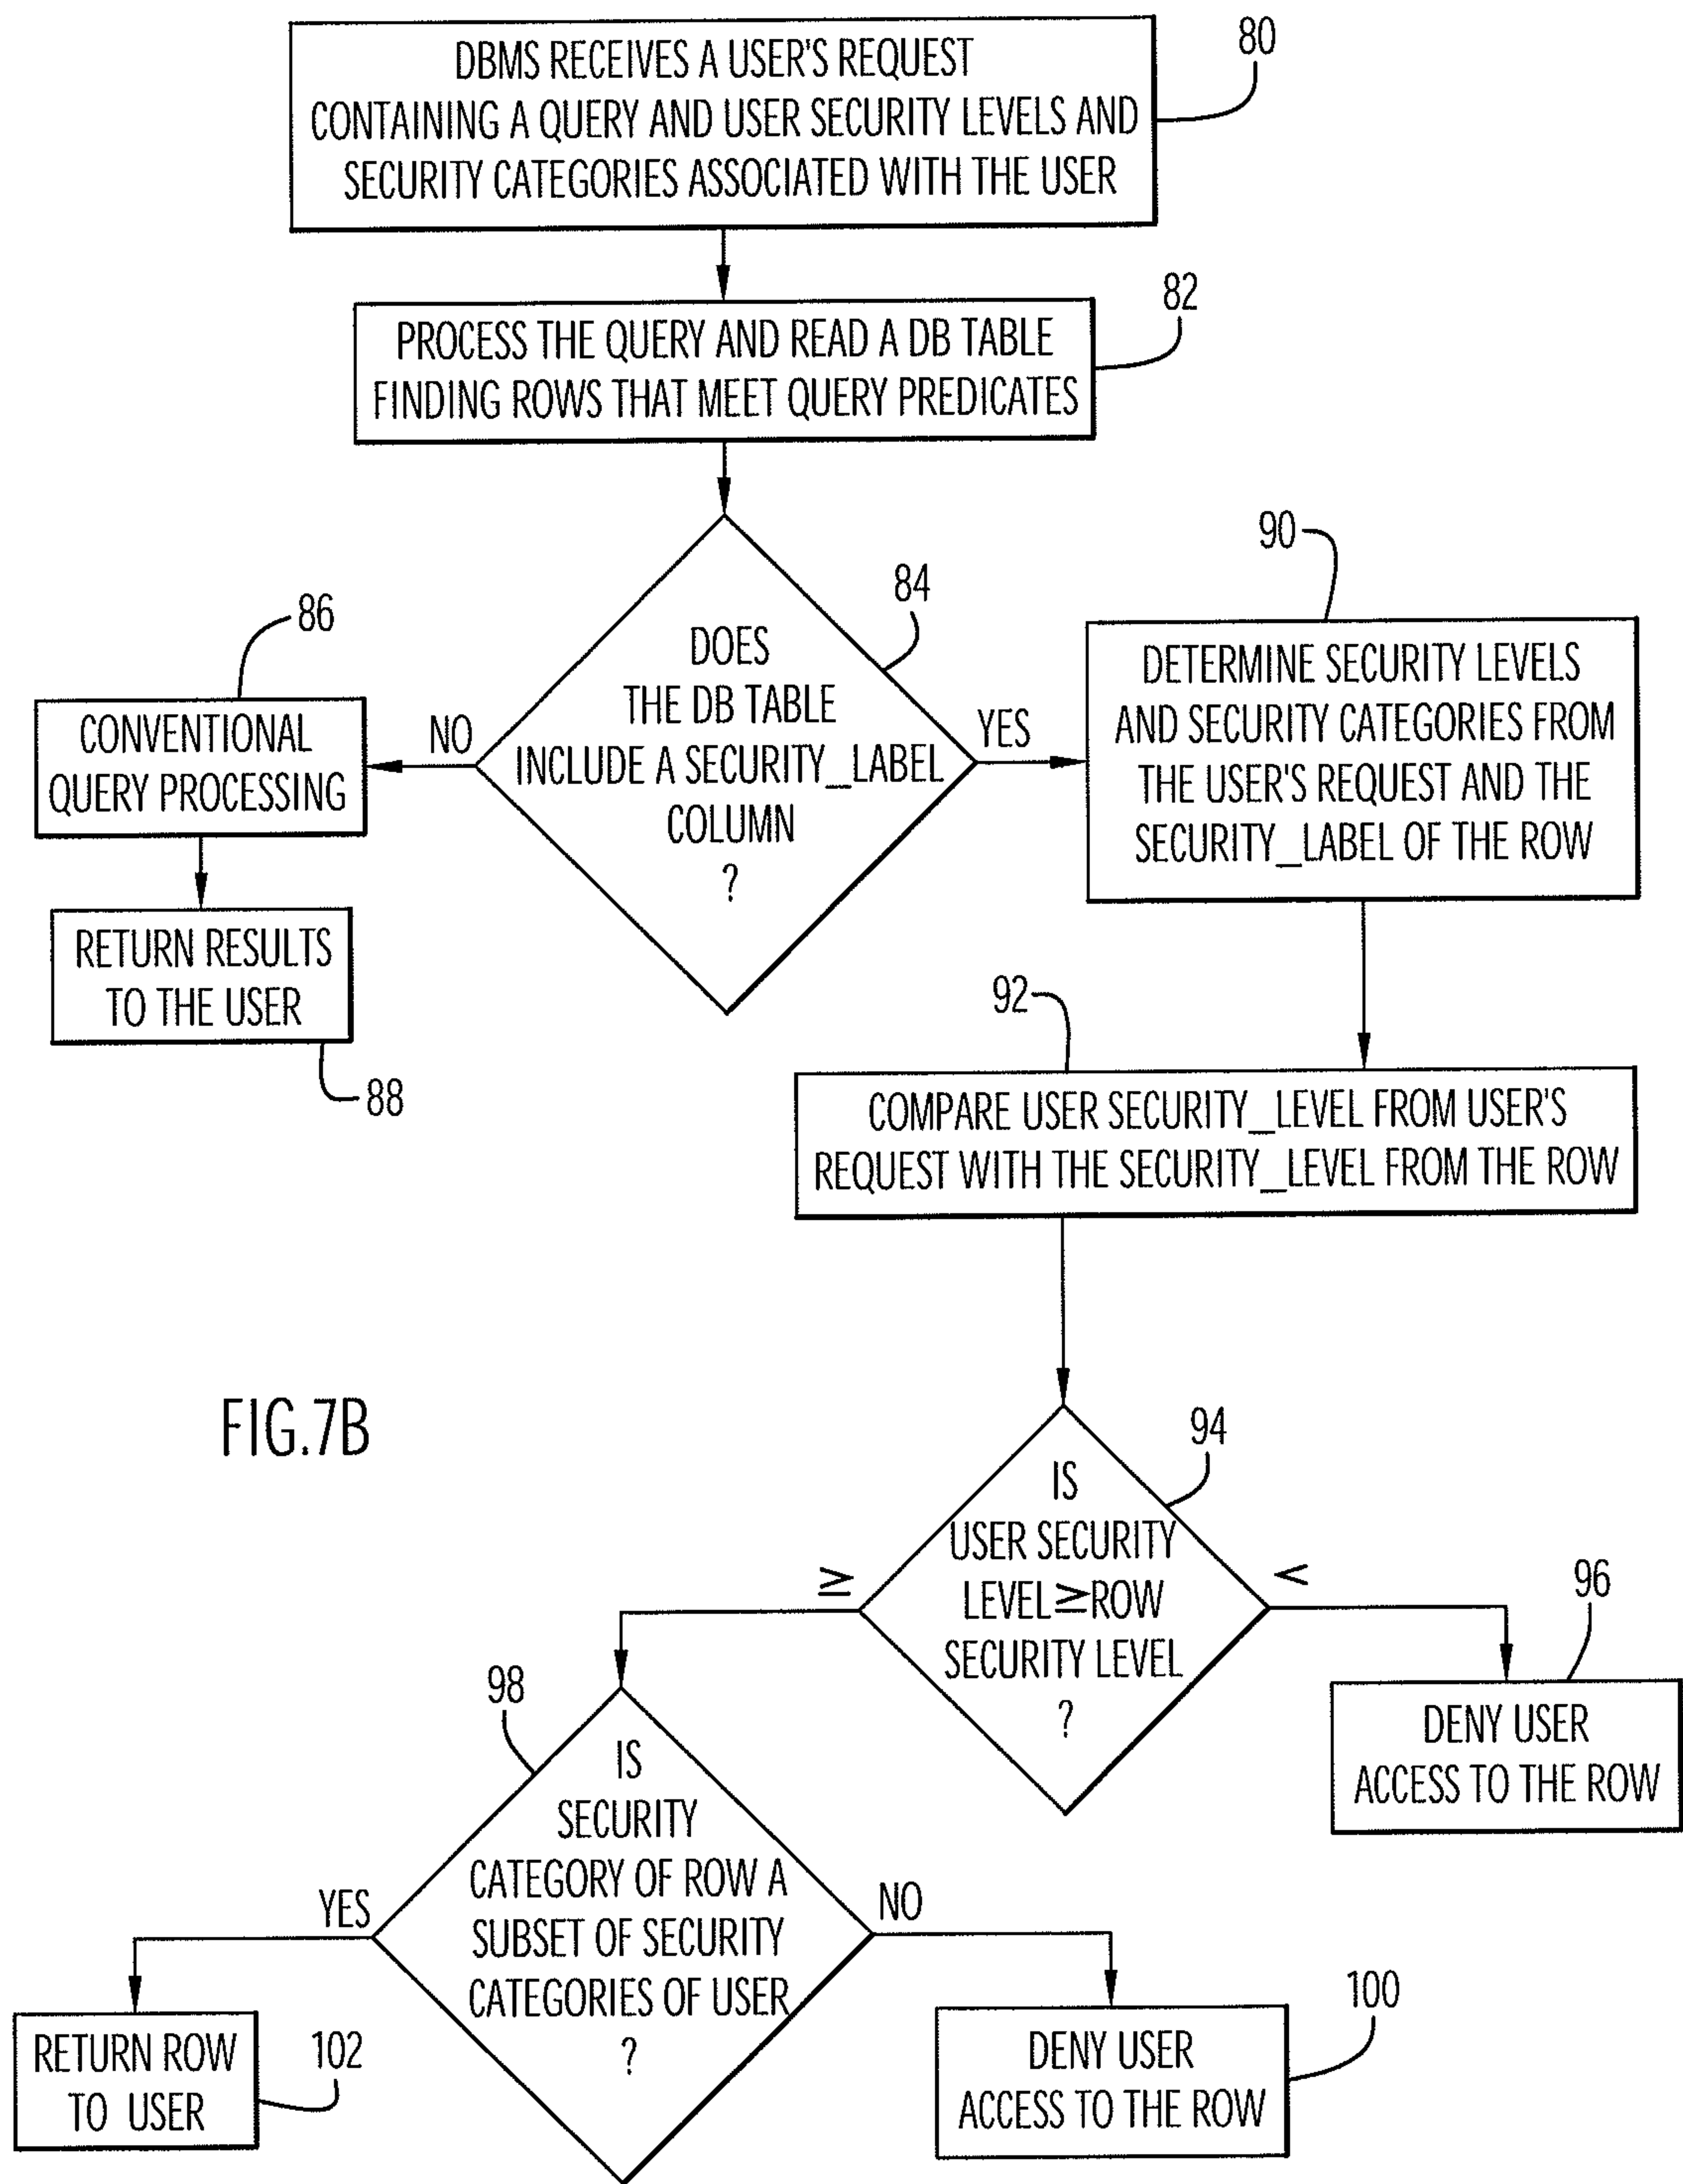 80
DBMS RECEIVES A USER'S REQUEST
CONTAINING A QUERY AND USER SECURITY LEVELS AND
SECURITY CATEGORIES ASSOCIATED WITH THE USER
82
PROCESS THE QUERY AND READ A DB TABLE
FINDING ROWS THAT MEET QUERY PREDICATES
84
DOES
THE DB TABLE
INCLUDE A SECURITY_LABEL
COLUMN
?
NO
YES
86
CONVENTIONAL
QUERY PROCESSING
RETURN RESULTS
TO THE USER
88
90
DETERMINE SECURITY LEVELS
AND SECURITY CATEGORIES FROM
THE USER'S REQUEST AND THE
SECURITY_LABEL OF THE ROW
92
COMPARE USER SECURITY_LEVEL FROM USER'S
REQUEST WITH THE SECURITY_LEVEL FROM THE ROW
FIG.7B
94
IS
USER SECURITY
LEVEL≥ROW
SECURITY LEVEL
?
≥
<
96
DENY USER
ACCESS TO THE ROW
98
IS
SECURITY
CATEGORY OF ROW A
SUBSET OF SECURITY
CATEGORIES OF USER
?
YES
NO
RETURN ROW
TO USER
102
DENY USER
ACCESS TO THE ROW
100